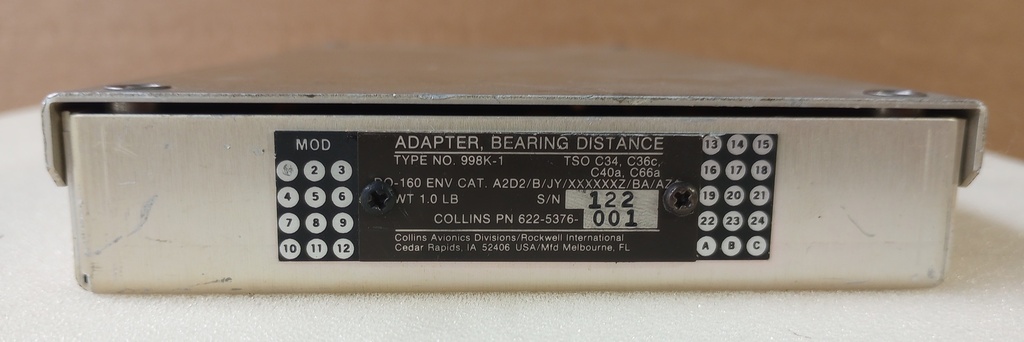 MOD
2 3
4 5 6
7 8 9
10 11 12
ADAPTER, BEARING DISTANCE
TYPE NO. 998K-1 TSO C34, C36c,
C40a, C66a
DO-160 ENV CAT. A2D2/B/JY/XXXXXXZ/BA/AZ
WT 1.0 LB S/N 122
COLLINS PN 622-5376-001
Collins Avionics Divisions/Rockwell International
Cedar Rapids, IA 52406 USA/Mfd Melbourne, FL
13 14 15
16 17 18
19 20 21
22 23 24
A B C